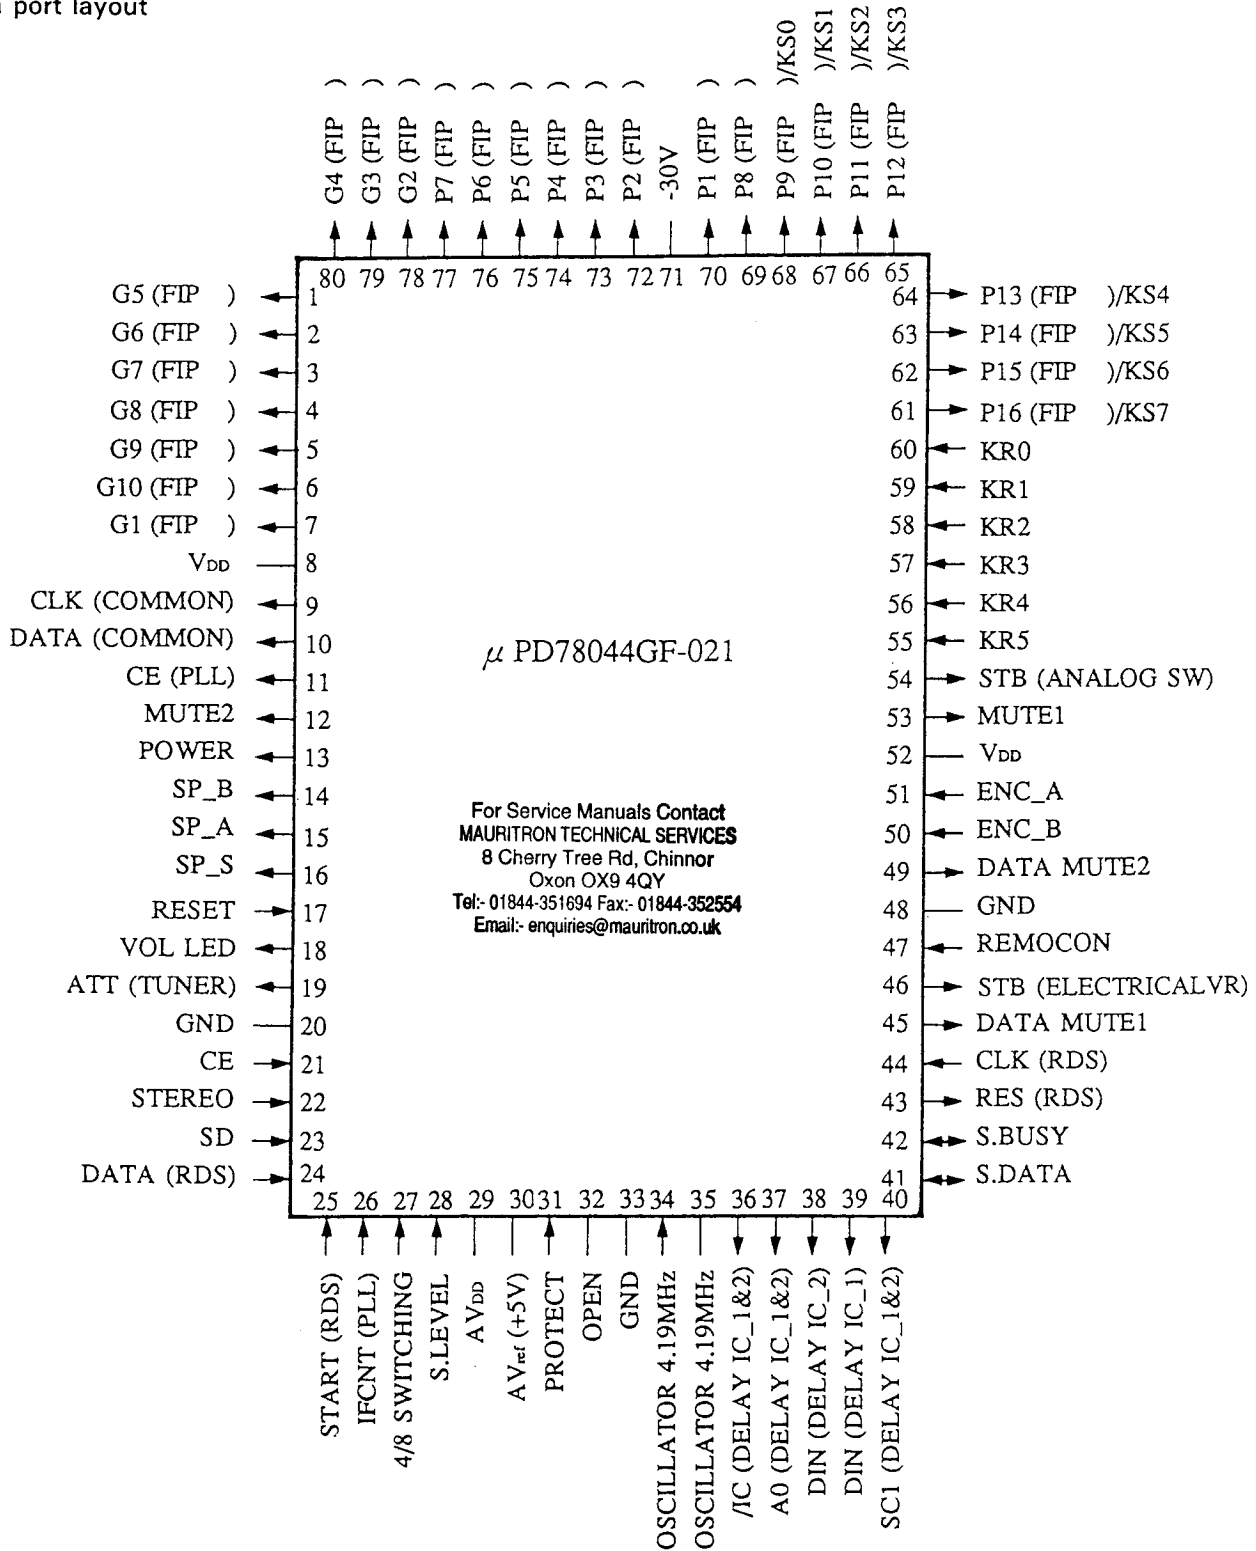 port layout
G4 (FIP )
G3 (FIP )
G2 (FIP )
P7 (FIP )
P6 (FIP )
P5 (FIP )
P4 (FIP )
P3 (FIP )
P2 (FIP )
-30V
P1 (FIP )
P8 (FIP )
P9 (FIP )/KS0
P10 (FIP )/KS1
P11 (FIP )/KS2
P12 (FIP )/KS3
80 79 78 77 76 75 74 73 72 71 70 69 68 67 66 65
G5 (FIP ) 1
G6 (FIP ) 2
G7 (FIP ) 3
G8 (FIP ) 4
G9 (FIP ) 5
G10 (FIP ) 6
G1 (FIP ) 7
VDD 8
CLK (COMMON) 9
DATA (COMMON) 10
CE (PLL) 11
MUTE2 12
POWER 13
SP_B 14
SP_A 15
SP_S 16
RESET 17
VOL LED 18
ATT (TUNER) 19
GND 20
CE 21
STEREO 22
SD 23
DATA (RDS) 24
μ PD78044GF-021
For Service Manuals Contact
MAURITRON TECHNICAL SERVICES
8 Cherry Tree Rd, Chinnor
Oxon OX9 4QY
Tel:- 01844-351694 Fax:- 01844-352554
Email:- enquiries@mauritron.co.uk
64 P13 (FIP )/KS4
63 P14 (FIP )/KS5
62 P15 (FIP )/KS6
61 P16 (FIP )/KS7
60 KR0
59 KR1
58 KR2
57 KR3
56 KR4
55 KR5
54 STB (ANALOG SW)
53 MUTE1
52 VDD
51 ENC_A
50 ENC_B
49 DATA MUTE2
48 GND
47 REMOCON
46 STB (ELECTRICALVR)
45 DATA MUTE1
44 CLK (RDS)
43 RES (RDS)
42 S.BUSY
41 S.DATA
25 26 27 28 29 30 31 32 33 34 35 36 37 38 39 40
START (RDS)
IFCNT (PLL)
4/8 SWITCHING
S.LEVEL
AVDD
AVref (+5V)
PROTECT
OPEN
GND
OSCILLATOR 4.19MHz
OSCILLATOR 4.19MHz
/IC (DELAY IC_1&2)
A0 (DELAY IC_1&2)
DIN (DELAY IC_2)
DIN (DELAY IC_1)
SC1 (DELAY IC_1&2)